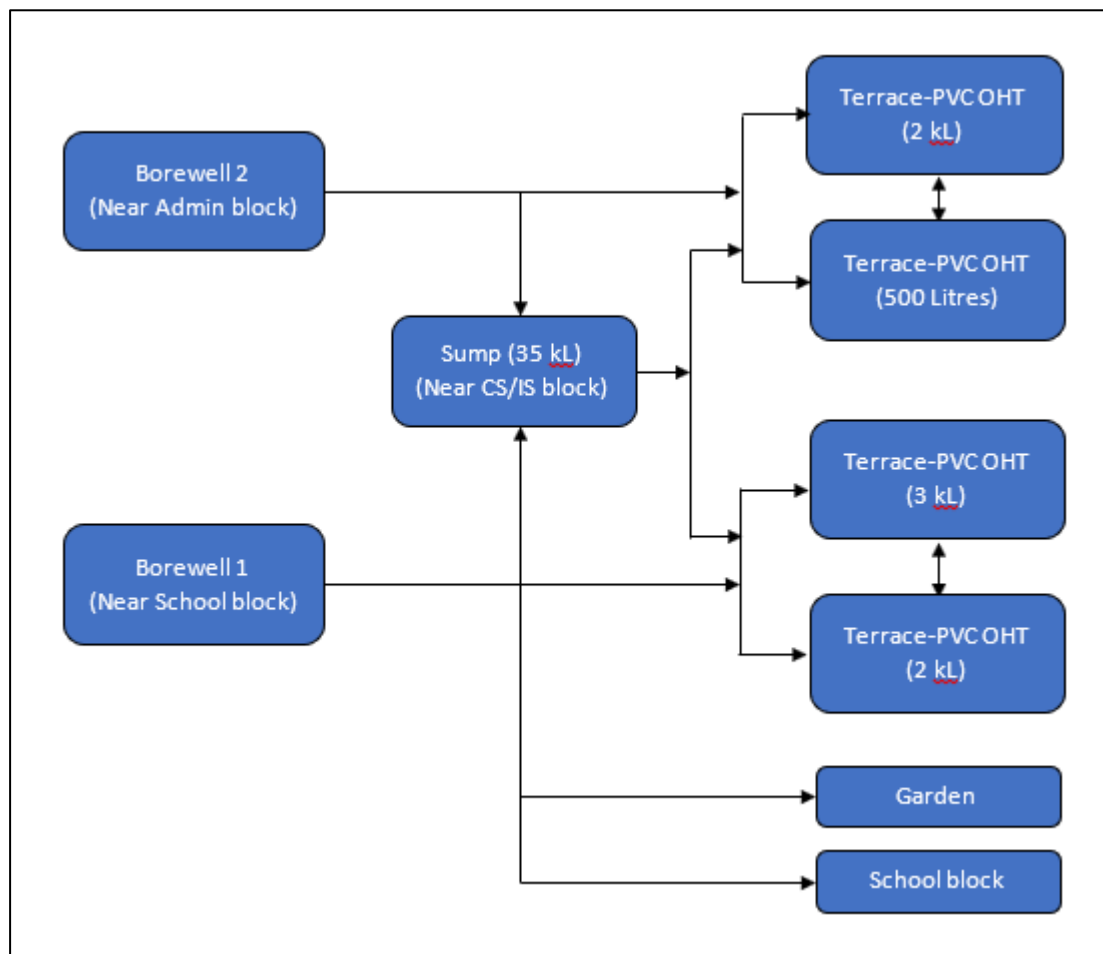 Terrace-PVC OHT
(2 kL)
Borewell 2
(Near Admin block)
Terrace-PVC OHT
(500 Litres)
Sump (35 kL)
(Near CS/IS block)
Terrace-PVC OHT
(3 kL)
Borewell 1
(Near School block)
Terrace-PVC OHT
(2 kL)
Garden
School block